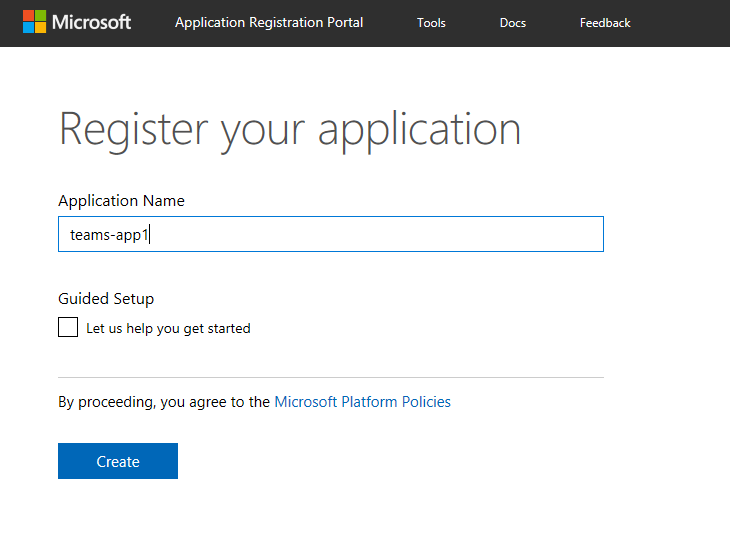 Microsoft Application Registration Portal Tools Docs Feedback
Register your application
Application Name
teams-app1
Guided Setup
Let us help you get started
By proceeding, you agree to the Microsoft Platform Policies
Create